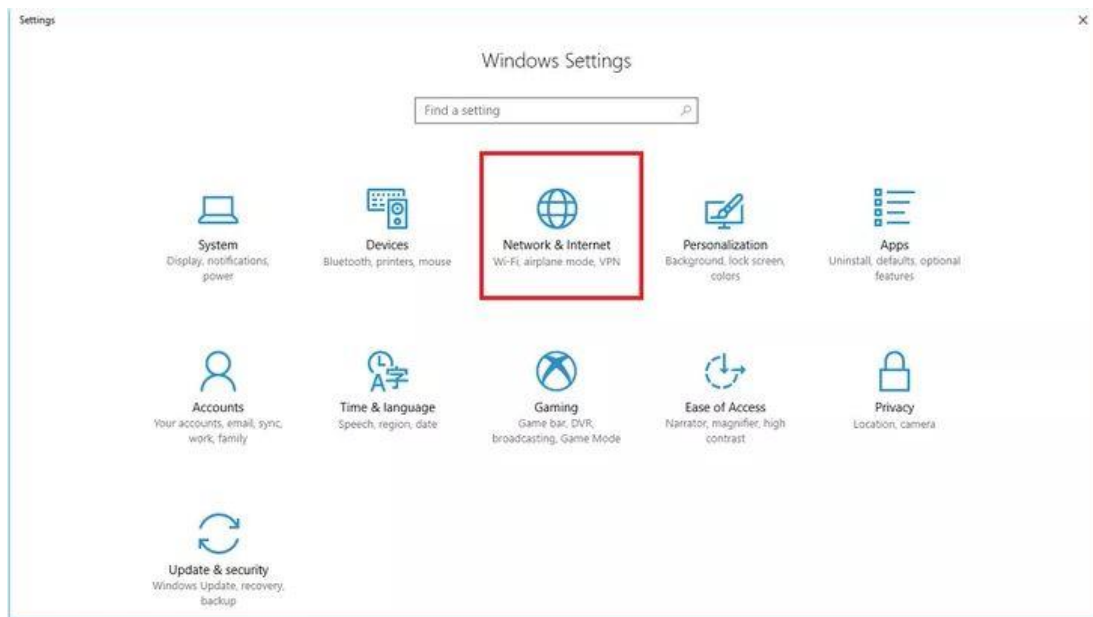 Settings
Windows Settings
Find a setting
System
Display, notifications,
power
Devices
Bluetooth, printers, mouse
Network & Internet
Wi-Fi, airplane mode, VPN
Personalization
Background, lock screen,
colors
Apps
Uninstall, defaults, optional
features
Accounts
Your accounts, email, sync,
work, family
Time & language
Speech, region, date
Gaming
Game bar, DVR,
broadcasting, Game Mode
Ease of Access
Narrator, magnifier, high
contrast
Privacy
Location, camera
Update & security
Windows Update, recovery,
backup